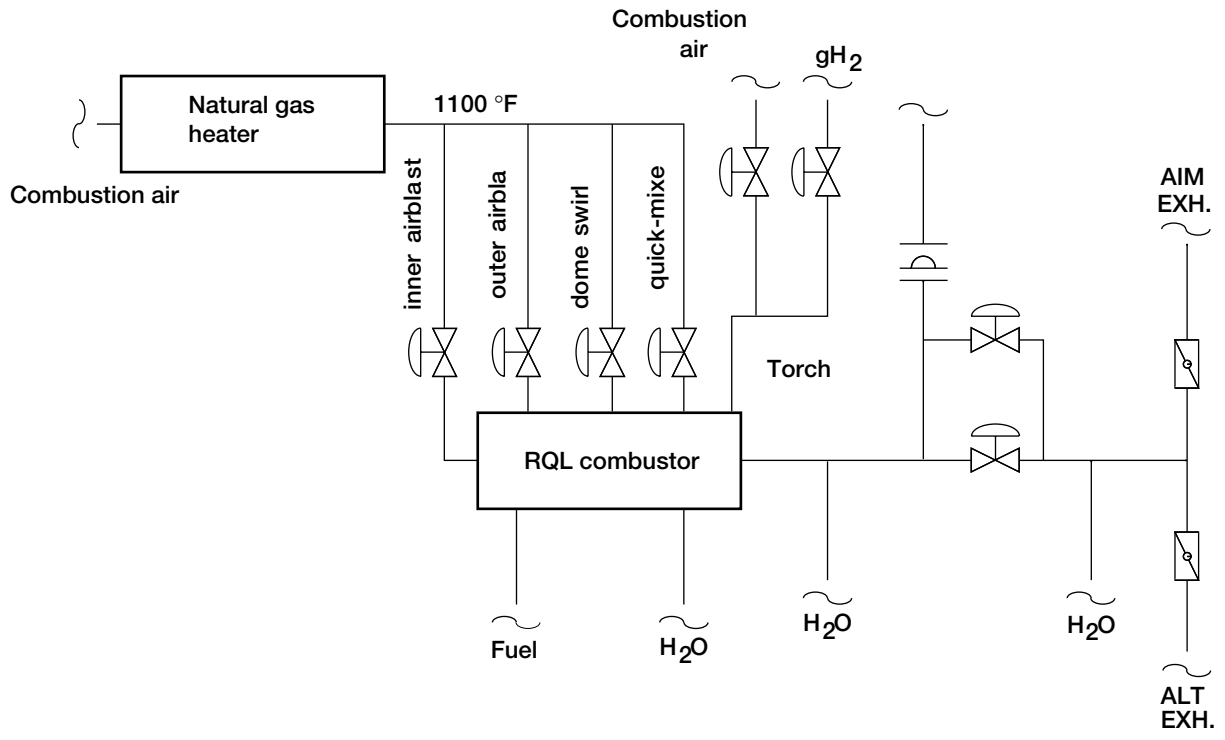 Combustion
air
gH2
Natural gas
heater
1100 °F
Combustion air
inner airblast
outer airbla
dome swirl
quick-mixe
AIM
EXH.
Torch
RQL combustor
Fuel
H2O
H2O
H2O
ALT
EXH.